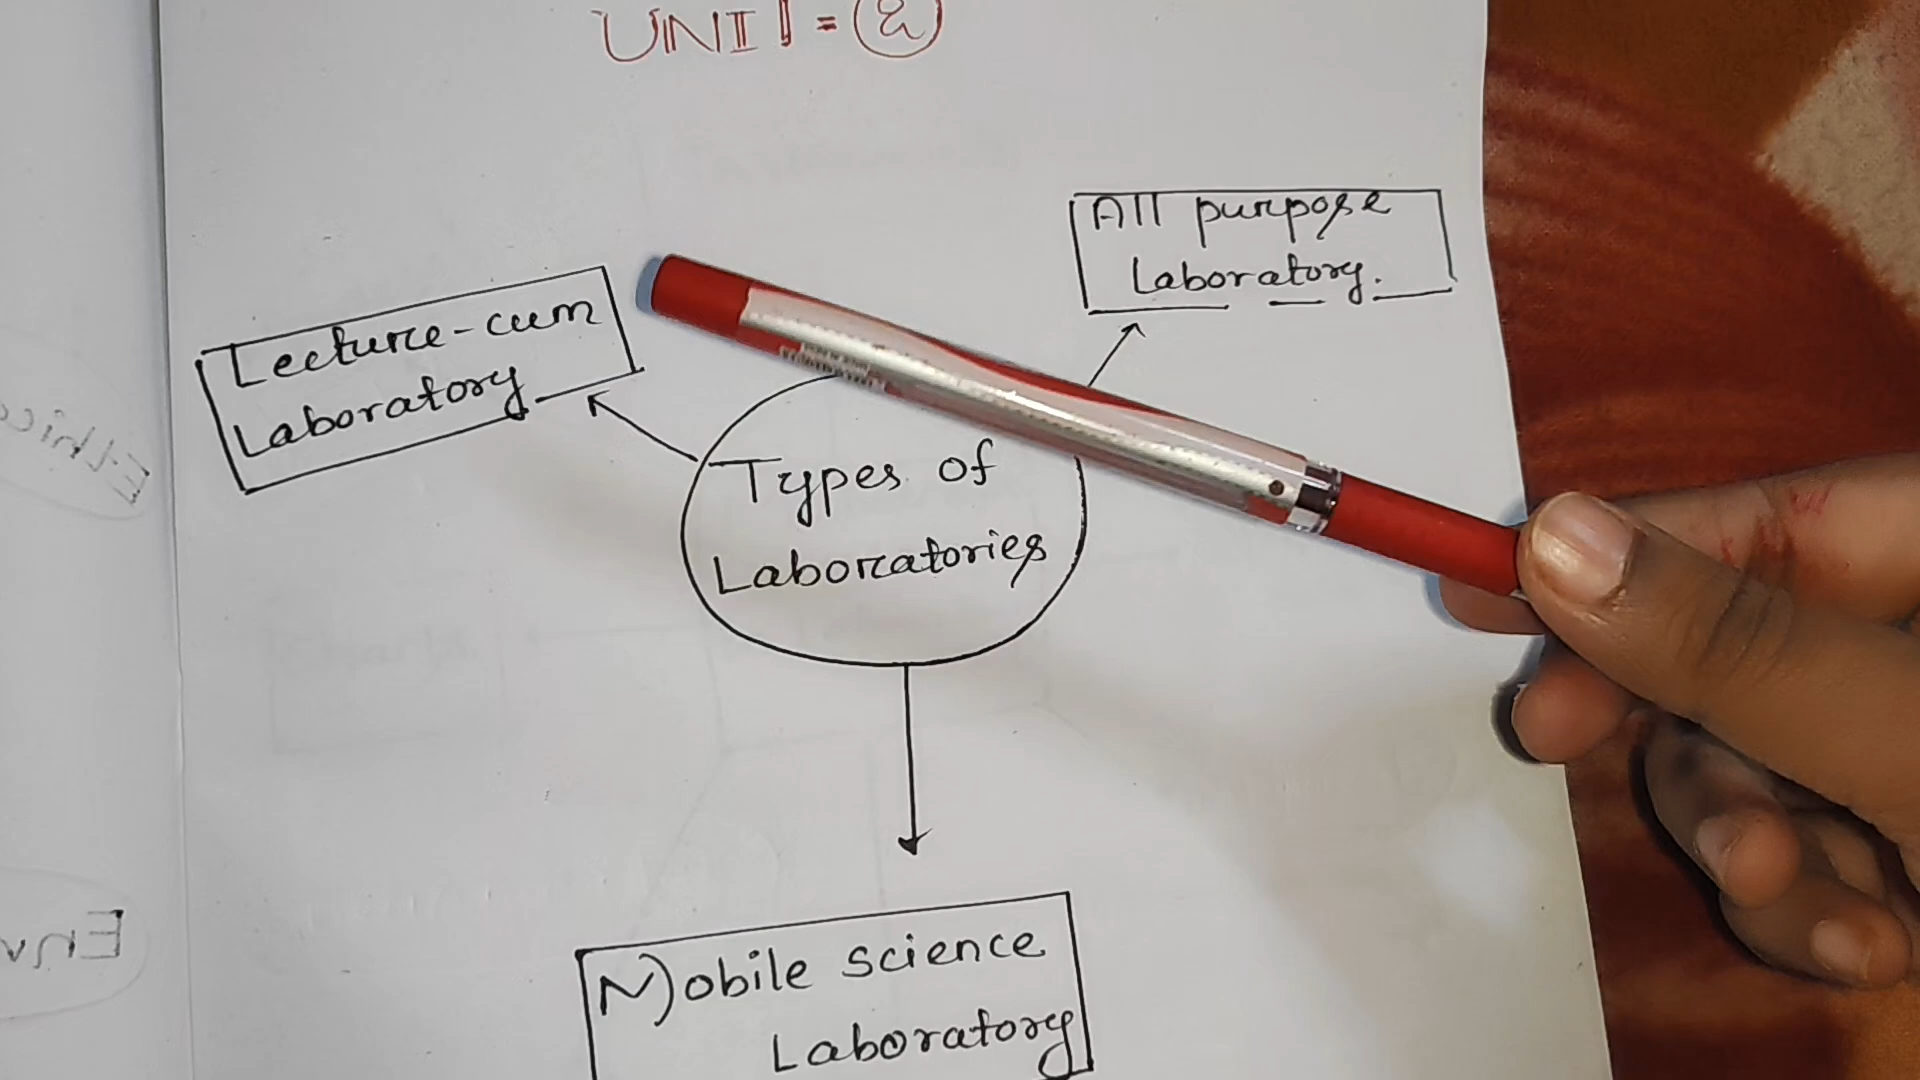 UNIT = 2
All purpose
Laboratory.
Lecture-cum
Laboratory
Types of
Laboratories
Mobile science
Laboratory